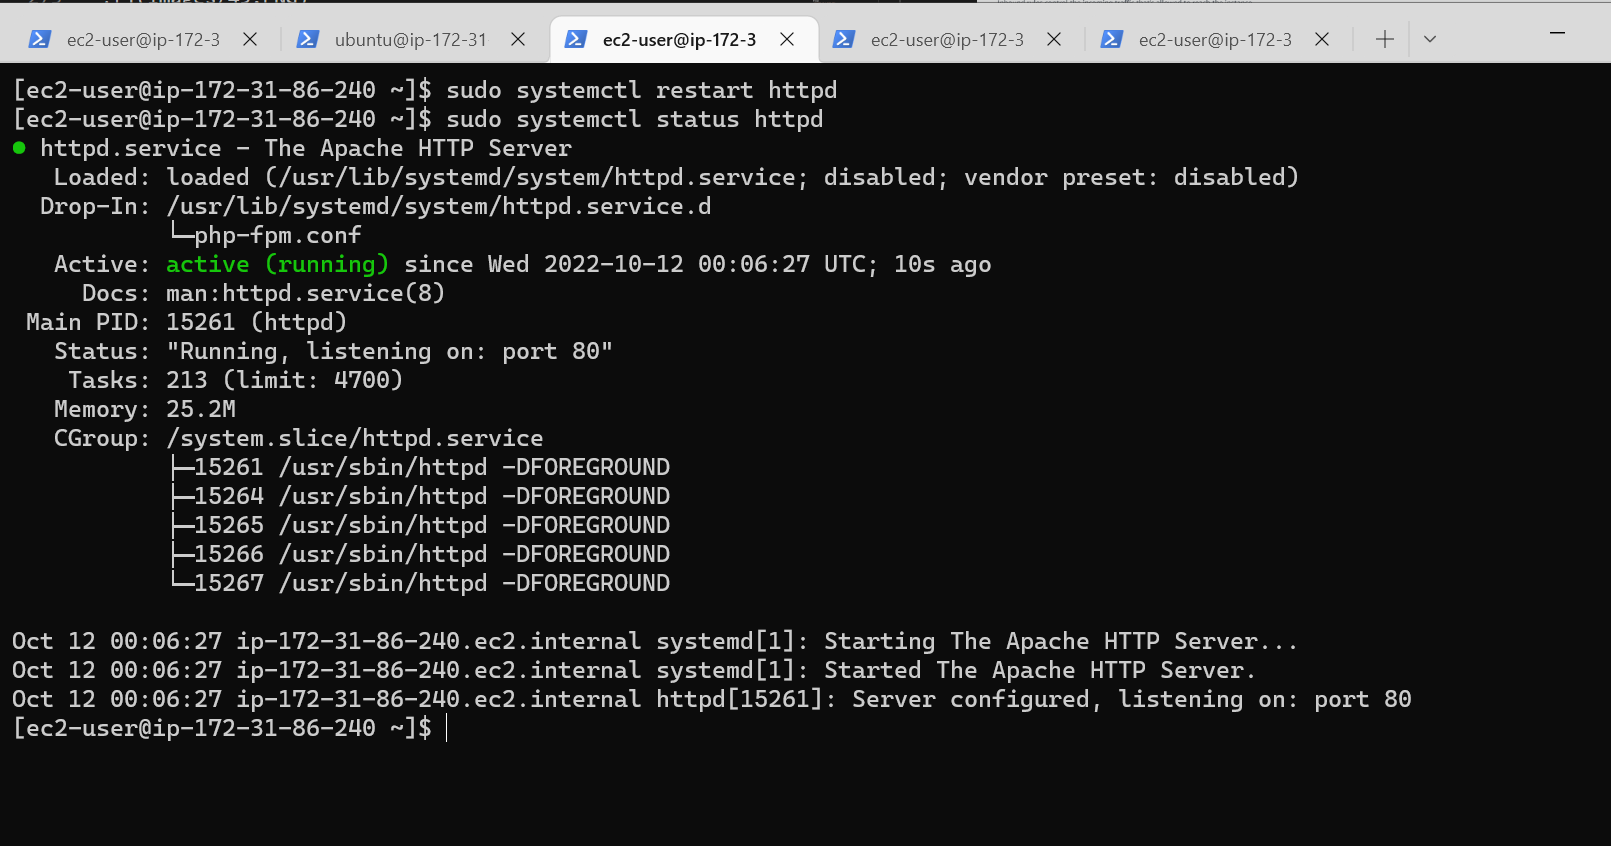 ec2-user@ip-172-3 ubuntu@ip-172-31 ec2-user@ip-172-3 ec2-user@ip-172-3 ec2-user@ip-172-3
[ec2-user@ip-172-31-86-240 ~]$ sudo systemctl restart httpd
[ec2-user@ip-172-31-86-240 ~]$ sudo systemctl status httpd
● httpd.service - The Apache HTTP Server
   Loaded: loaded (/usr/lib/systemd/system/httpd.service; disabled; vendor preset: disabled)
  Drop-In: /usr/lib/systemd/system/httpd.service.d
           └─php-fpm.conf
   Active: active (running) since Wed 2022-10-12 00:06:27 UTC; 10s ago
     Docs: man:httpd.service(8)
 Main PID: 15261 (httpd)
   Status: "Running, listening on: port 80"
    Tasks: 213 (limit: 4700)
   Memory: 25.2M
   CGroup: /system.slice/httpd.service
           ├─15261 /usr/sbin/httpd -DFOREGROUND
           ├─15264 /usr/sbin/httpd -DFOREGROUND
           ├─15265 /usr/sbin/httpd -DFOREGROUND
           ├─15266 /usr/sbin/httpd -DFOREGROUND
           └─15267 /usr/sbin/httpd -DFOREGROUND
Oct 12 00:06:27 ip-172-31-86-240.ec2.internal systemd[1]: Starting The Apache HTTP Server...
Oct 12 00:06:27 ip-172-31-86-240.ec2.internal systemd[1]: Started The Apache HTTP Server.
Oct 12 00:06:27 ip-172-31-86-240.ec2.internal httpd[15261]: Server configured, listening on: port 80
[ec2-user@ip-172-31-86-240 ~]$